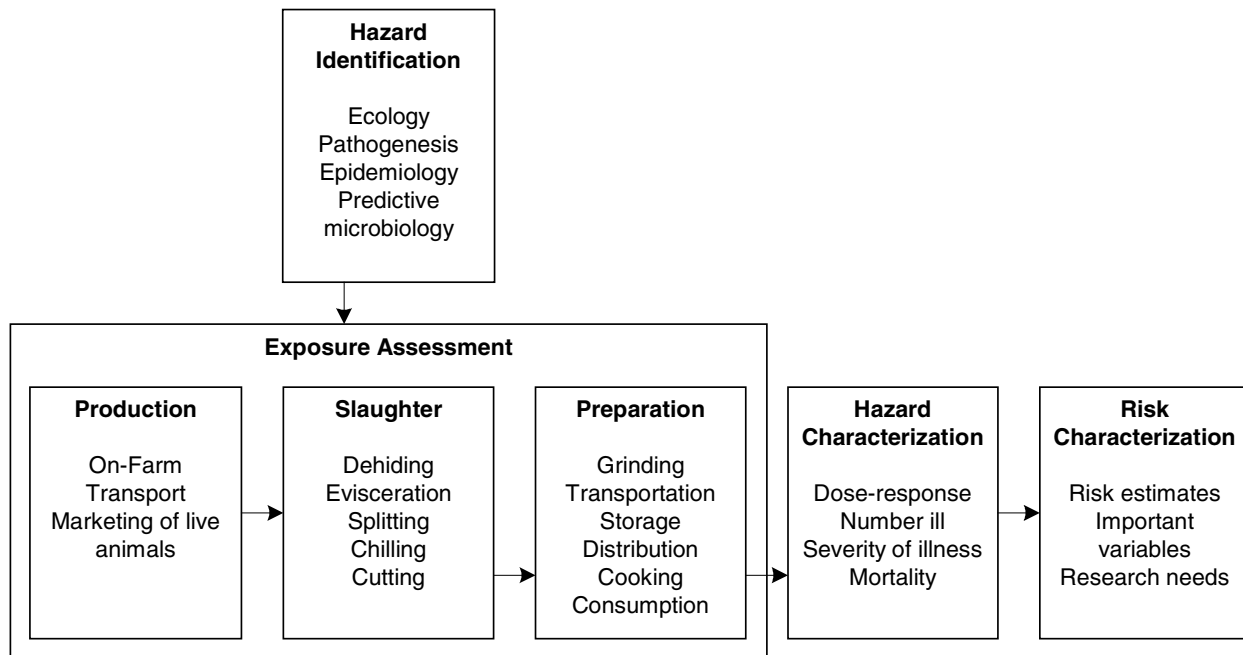 Hazard
Identification
Ecology
Pathogenesis
Epidemiology
Predictive
microbiology
Exposure Assessment
Production
On-Farm
Transport
Marketing of live
animals
Slaughter
Dehiding
Evisceration
Splitting
Chilling
Cutting
Preparation
Grinding
Transportation
Storage
Distribution
Cooking
Consumption
Hazard
Characterization
Dose-response
Number ill
Severity of illness
Mortality
Risk
Characterization
Risk estimates
Important
variables
Research needs